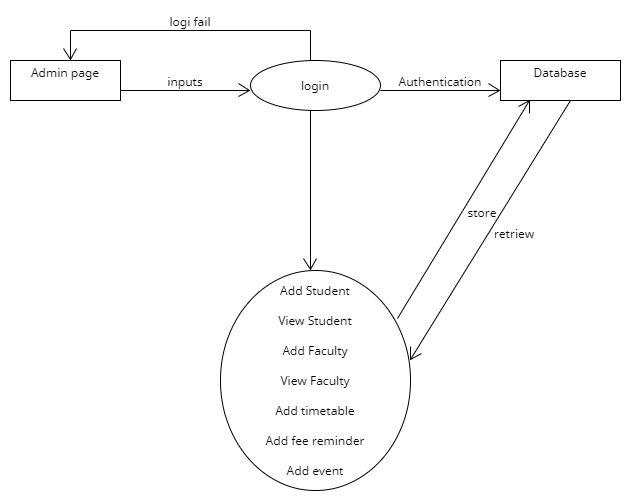 logi fail
Admin page
inputs
login
Authentication
Database
store
retriew
Add Student
View Student
Add Faculty
View Faculty
Add timetable
Add fee reminder
Add event